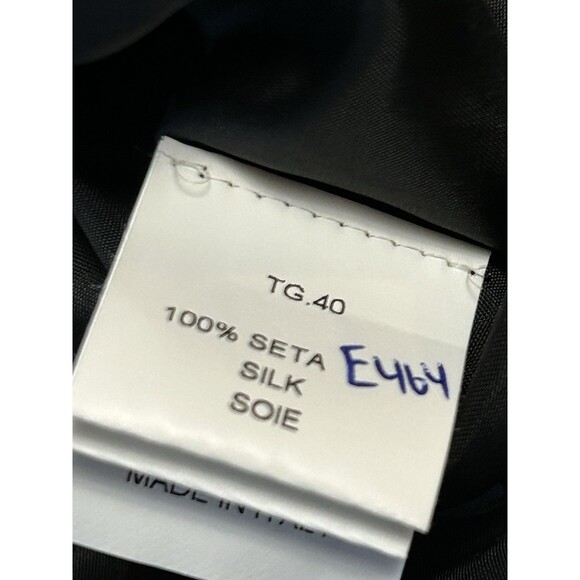 TG.40
100% SETA E464
SILK
SOIE
MADE IN ITALY